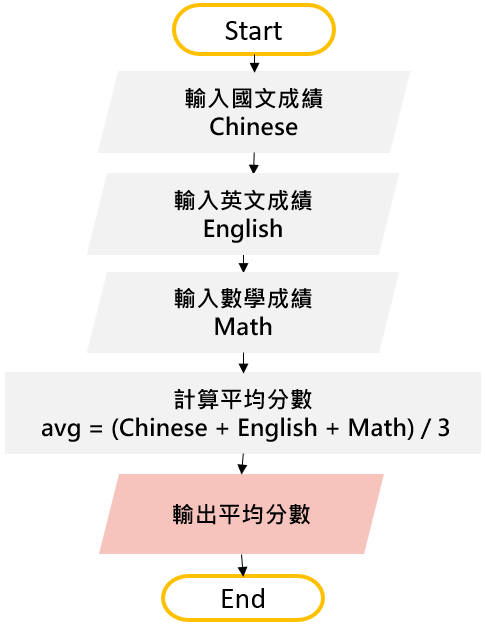 Start
輸入國文成績
Chinese
輸入英文成績
English
輸入數學成績
Math
計算平均分數
avg = (Chinese + English + Math) / 3
輸出平均分數
End